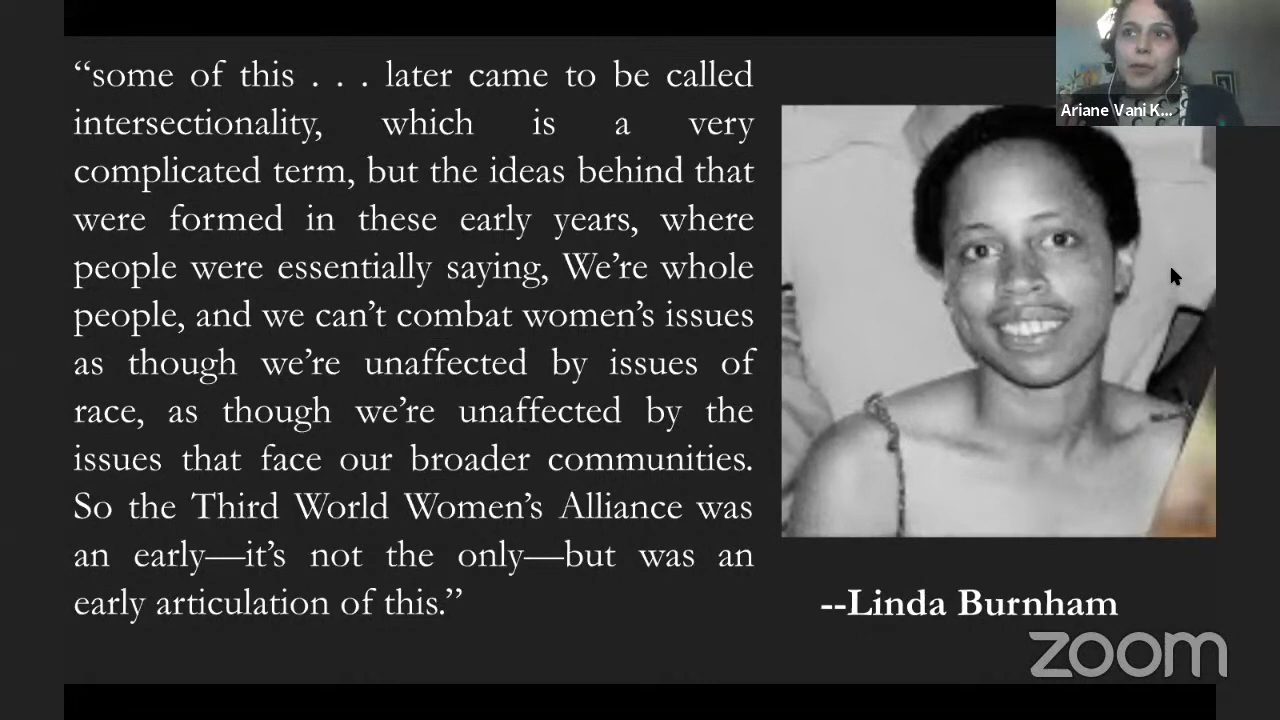 “some of this . . . later came to be called
intersectionality, which is a very
complicated term, but the ideas behind that
were formed in these early years, where
people were essentially saying, We’re whole
people, and we can’t combat women’s issues
as though we’re unaffected by issues of
race, as though we’re unaffected by the
issues that face our broader communities.
So the Third World Women’s Alliance was
an early—it’s not the only—but was an
early articulation of this.”
Ariane Vani K...
--Linda Burnham
zoom